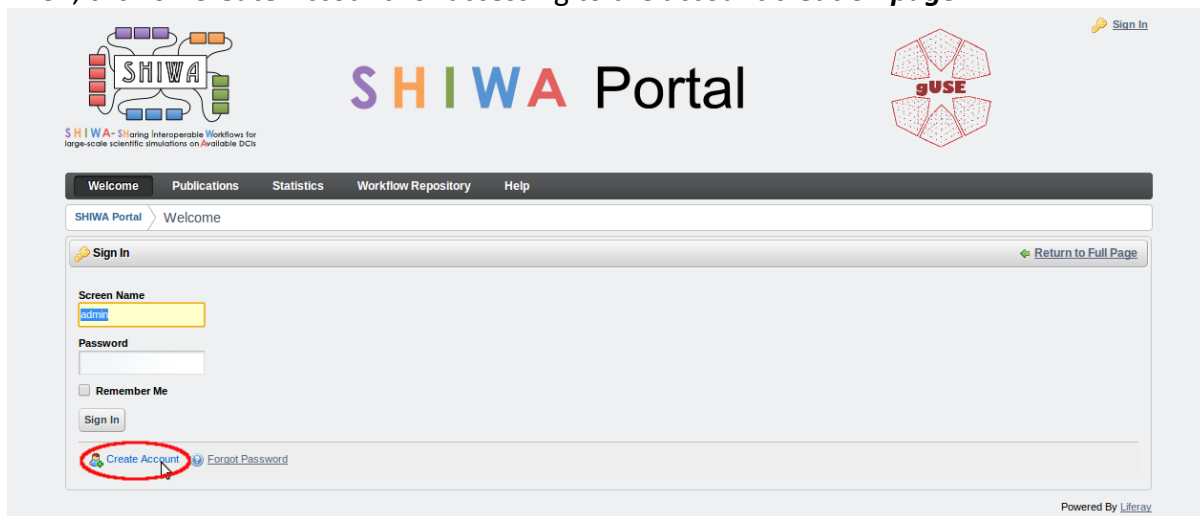 Sign In
SHIWA
SHIWA Portal
gUSE
SHIWA- SHaring Interoperable Workflows for
large-scale scientific simulations on Available DCIs
Welcome Publications Statistics Workflow Repository Help
SHIWA Portal Welcome
Sign In Return to Full Page
Screen Name
admin
Password
Remember Me
Sign In
Create Account Forgot Password
Powered By Liferay